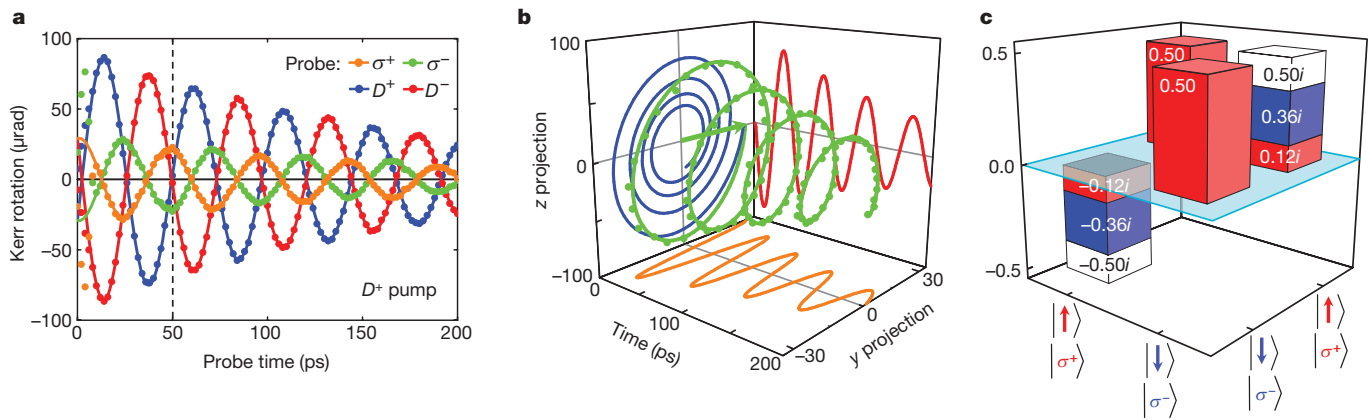 a
100
50
0
−50
−100
Kerr rotation (μrad)
Probe: σ+ σ−
D+ D−
D+ pump
0 50 100 150 200
Probe time (ps)
b
100
0
−100
z projection
0
100
200
Time (ps)
−30
0
30
y projection
c
0.5
0.0
−0.5
0.50
0.50
0.50i
0.36i
0.12i
−0.12i
−0.36i
−0.50i
|↑⟩
|σ+⟩
|↓⟩
|σ−⟩
|↓⟩
|σ−⟩
|↑⟩
|σ+⟩